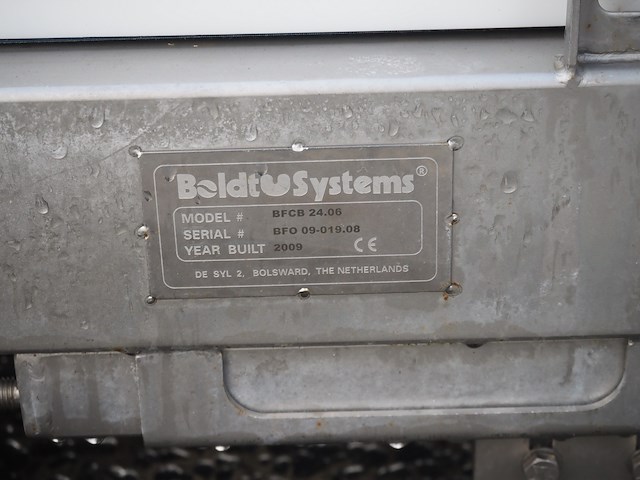 Boldt Systems®
MODEL # BFCB 24.06
SERIAL # BFO 09-019.08
YEAR BUILT 2009 CE
DE SYL 2, BOLSWARD, THE NETHERLANDS